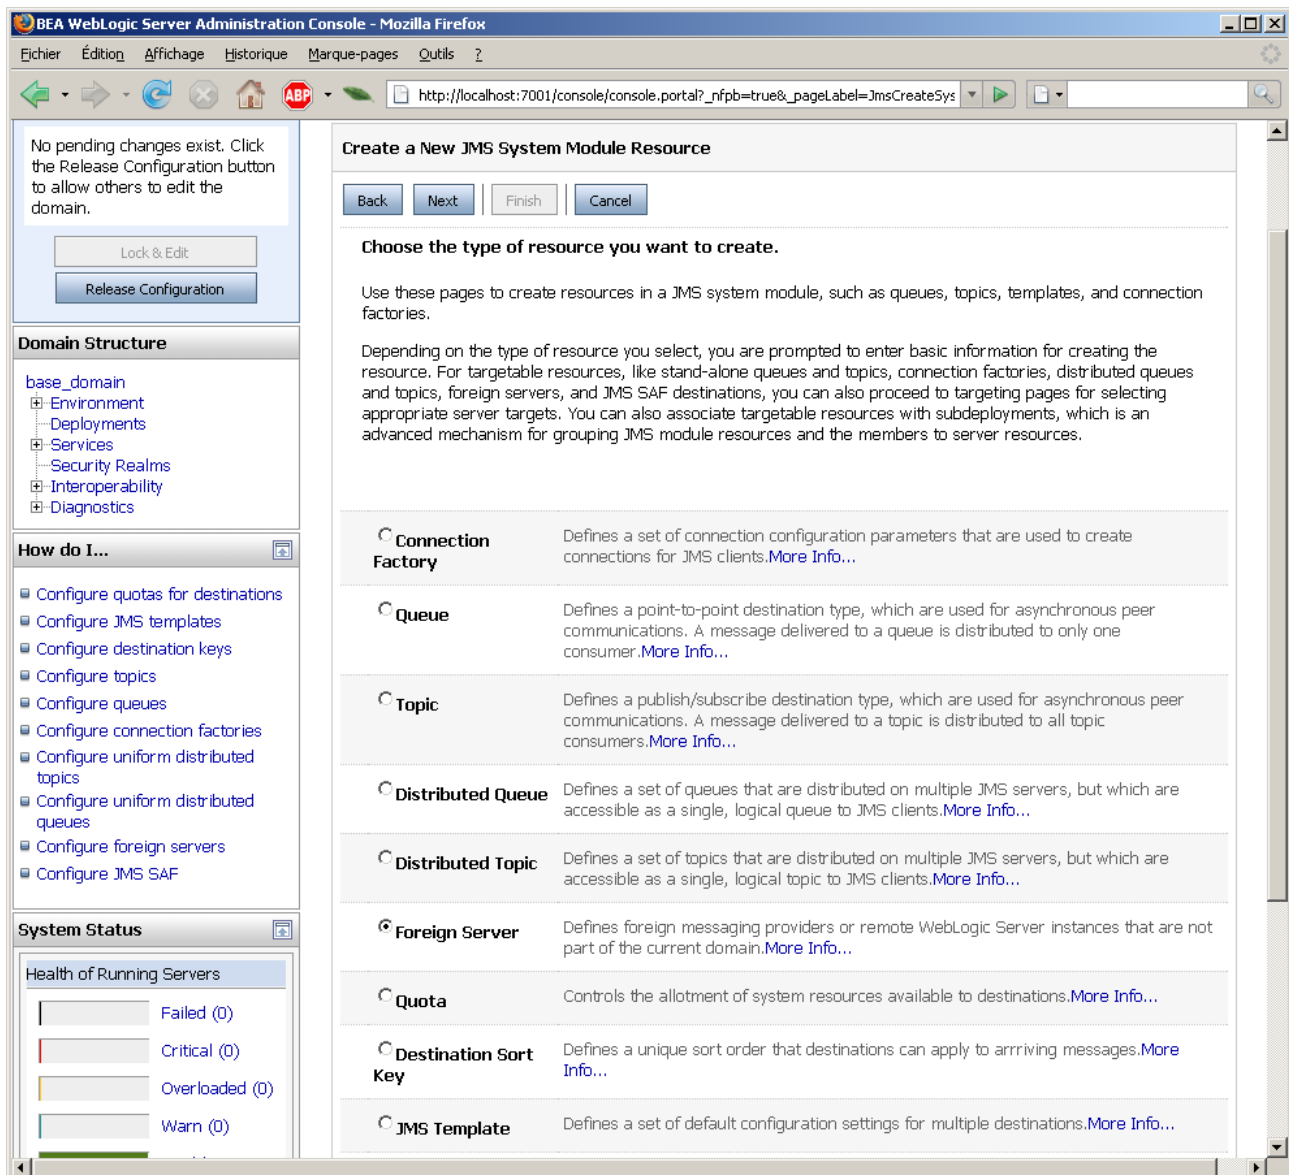 BEA WebLogic Server Administration Console - Mozilla Firefox
Fichier Édition Affichage Historique Marque-pages Outils ?
ABP http://localhost:7001/console/console.portal?_nfpb=true&_pageLabel=JmsCreateSys
No pending changes exist. Click
the Release Configuration button
to allow others to edit the
domain.
Lock & Edit
Release Configuration
Domain Structure
base_domain
Environment
Deployments
Services
Security Realms
Interoperability
Diagnostics
How do I...
Configure quotas for destinations
Configure JMS templates
Configure destination keys
Configure topics
Configure queues
Configure connection factories
Configure uniform distributed
topics
Configure uniform distributed
queues
Configure foreign servers
Configure JMS SAF
System Status
Health of Running Servers
Failed (0)
Critical (0)
Overloaded (0)
Warn (0)
Create a New JMS System Module Resource
Back Next Finish Cancel
Choose the type of resource you want to create.
Use these pages to create resources in a JMS system module, such as queues, topics, templates, and connection
factories.
Depending on the type of resource you select, you are prompted to enter basic information for creating the
resource. For targetable resources, like stand-alone queues and topics, connection factories, distributed queues
and topics, foreign servers, and JMS SAF destinations, you can also proceed to targeting pages for selecting
appropriate server targets. You can also associate targetable resources with subdeployments, which is an
advanced mechanism for grouping JMS module resources and the members to server resources.
Connection
Factory
Defines a set of connection configuration parameters that are used to create
connections for JMS clients.More Info...
Queue
Defines a point-to-point destination type, which are used for asynchronous peer
communications. A message delivered to a queue is distributed to only one
consumer.More Info...
Topic
Defines a publish/subscribe destination type, which are used for asynchronous peer
communications. A message delivered to a topic is distributed to all topic
consumers.More Info...
Distributed Queue
Defines a set of queues that are distributed on multiple JMS servers, but which are
accessible as a single, logical queue to JMS clients.More Info...
Distributed Topic
Defines a set of topics that are distributed on multiple JMS servers, but which are
accessible as a single, logical topic to JMS clients.More Info...
Foreign Server
Defines foreign messaging providers or remote WebLogic Server instances that are not
part of the current domain.More Info...
Quota
Controls the allotment of system resources available to destinations.More Info...
Destination Sort
Key
Defines a unique sort order that destinations can apply to arrriving messages.More
Info...
JMS Template
Defines a set of default configuration settings for multiple destinations.More Info...